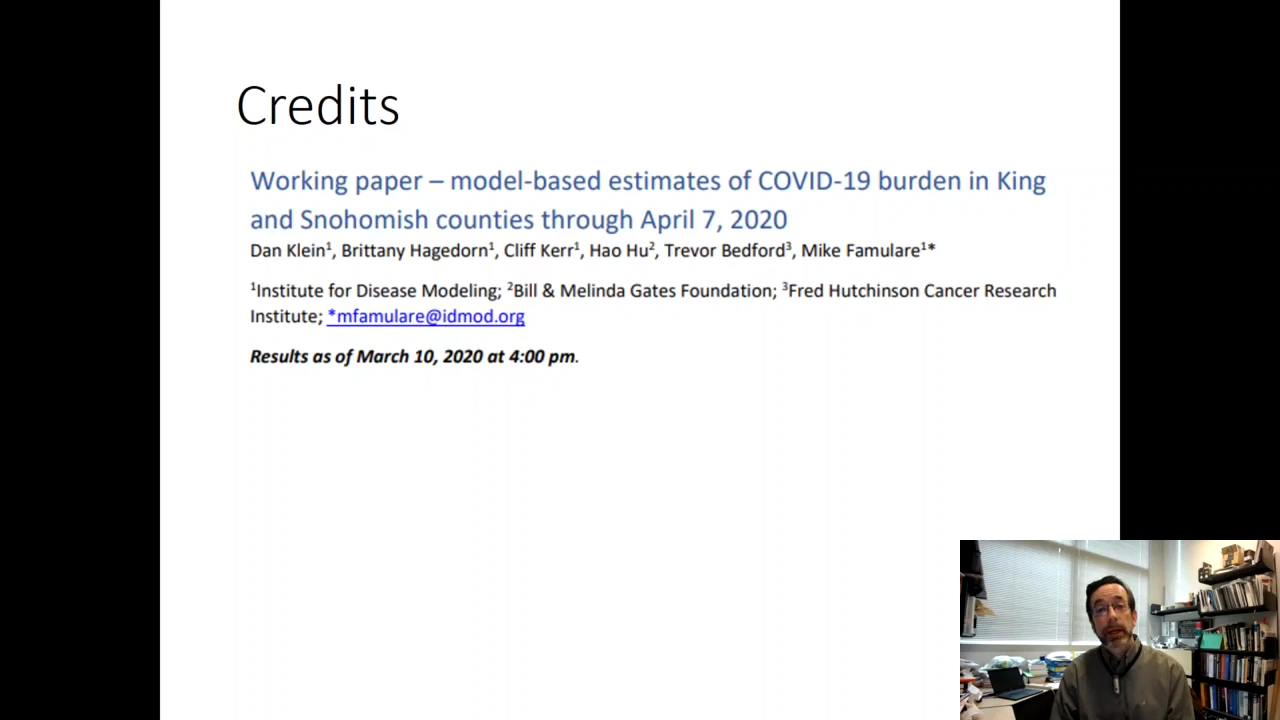 Credits
Working paper – model-based estimates of COVID-19 burden in King
and Snohomish counties through April 7, 2020
Dan Klein¹, Brittany Hagedorn¹, Cliff Kerr¹, Hao Hu², Trevor Bedford³, Mike Famulare¹*
¹Institute for Disease Modeling; ²Bill & Melinda Gates Foundation; ³Fred Hutchinson Cancer Research
Institute; *mfamulare@idmod.org
Results as of March 10, 2020 at 4:00 pm.